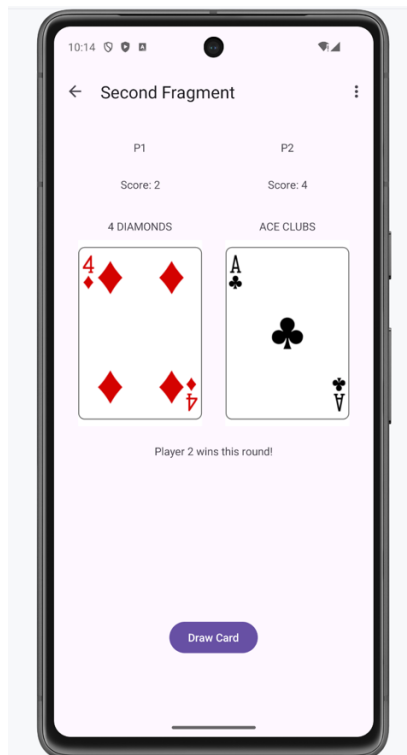 10:14
Second Fragment
P1 P2
Score: 2 Score: 4
4 DIAMONDS ACE CLUBS
4 A
4 A
Player 2 wins this round!
Draw Card